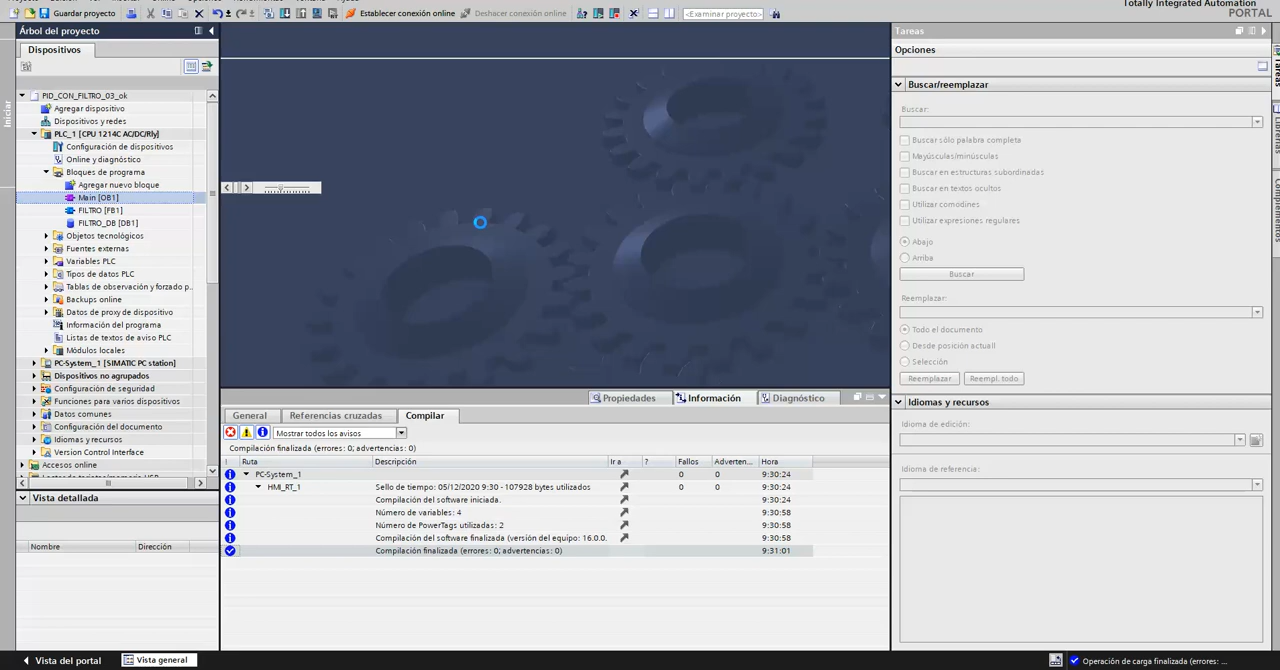 Totally Integrated Automation
PORTAL
Guardar proyecto
Establecer conexión online
Deshacer conexión online
<Examinar proyecto>
Árbol del proyecto
Dispositivos
Iniciar
PID_CON_FILTRO_03_ok
Agregar dispositivo
Dispositivos y redes
PLC_1 [CPU 1214C AC/DC/Rly]
Configuración de dispositivos
Online y diagnóstico
Bloques de programa
Agregar nuevo bloque
Main [OB1]
FILTRO [FB1]
FILTRO_DB [DB1]
Objetos tecnológicos
Fuentes externas
Variables PLC
Tipos de datos PLC
Tablas de observación y forzado p..
Backups online
Datos de proxy de dispositivo
Información del programa
Listas de textos de aviso PLC
Módulos locales
PC-System_1 [SIMATIC PC station]
Dispositivos no agrupados
Configuración de seguridad
Funciones para varios dispositivos
Datos comunes
Configuración del documento
Idiomas y recursos
Version Control Interface
Accesos online
Vista detallada
Nombre
Dirección
Propiedades
Información
Diagnóstico
General
Referencias cruzadas
Compilar
Mostrar todos los avisos
Compilación finalizada (errores: 0; advertencias: 0)
! Ruta Descripción Ir a ? Fallos Adverten... Hora
PC-System_1 0 0 9:30:24
HMI_RT_1 Sello de tiempo: 05/12/2020 9:30 - 107928 bytes utilizados 0 0 9:30:24
Compilación del software iniciada. 9:30:24
Número de variables: 4 9:30:58
Número de PowerTags utilizadas: 2 9:30:58
Compilación del software finalizada (versión del equipo: 16.0.0. 9:30:58
Compilación finalizada (errores: 0; advertencias: 0) 9:31:01
Tareas
Opciones
Buscar/reemplazar
Buscar:
Buscar sólo palabra completa
Mayúsculas/minúsculas
Buscar en estructuras subordinadas
Buscar en textos ocultos
Utilizar comodines
Utilizar expresiones regulares
Abajo
Arriba
Buscar
Reemplazar:
Todo el documento
Desde posición actuall
Selección
Reemplazar
Reempl. todo
Idiomas y recursos
Idioma de edición:
Idioma de referencia:
Tareas
Librerías
Complementos
Vista del portal
Vista general
Operación de carga finalizada (errores: ...